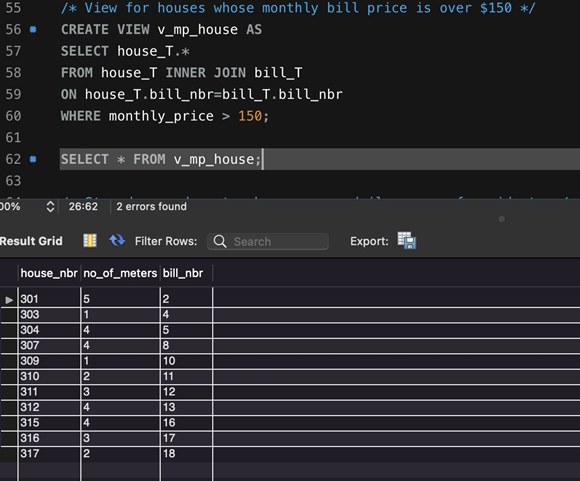 55 /* View for houses whose monthly bill price is over $150 */
56 CREATE VIEW v_mp_house AS
57 SELECT house_T.*
58 FROM house_T INNER JOIN bill_T
59 ON house_T.bill_nbr=bill_T.bill_nbr
60 WHERE monthly_price > 150;
61
62 SELECT * FROM v_mp_house;
63
00% 26:62 2 errors found
Result Grid Filter Rows: Search Export:
house_nbr no_of_meters bill_nbr
301 5 2
303 1 4
304 4 5
307 4 8
309 1 10
310 2 11
311 3 12
312 4 13
315 4 16
316 3 17
317 2 18